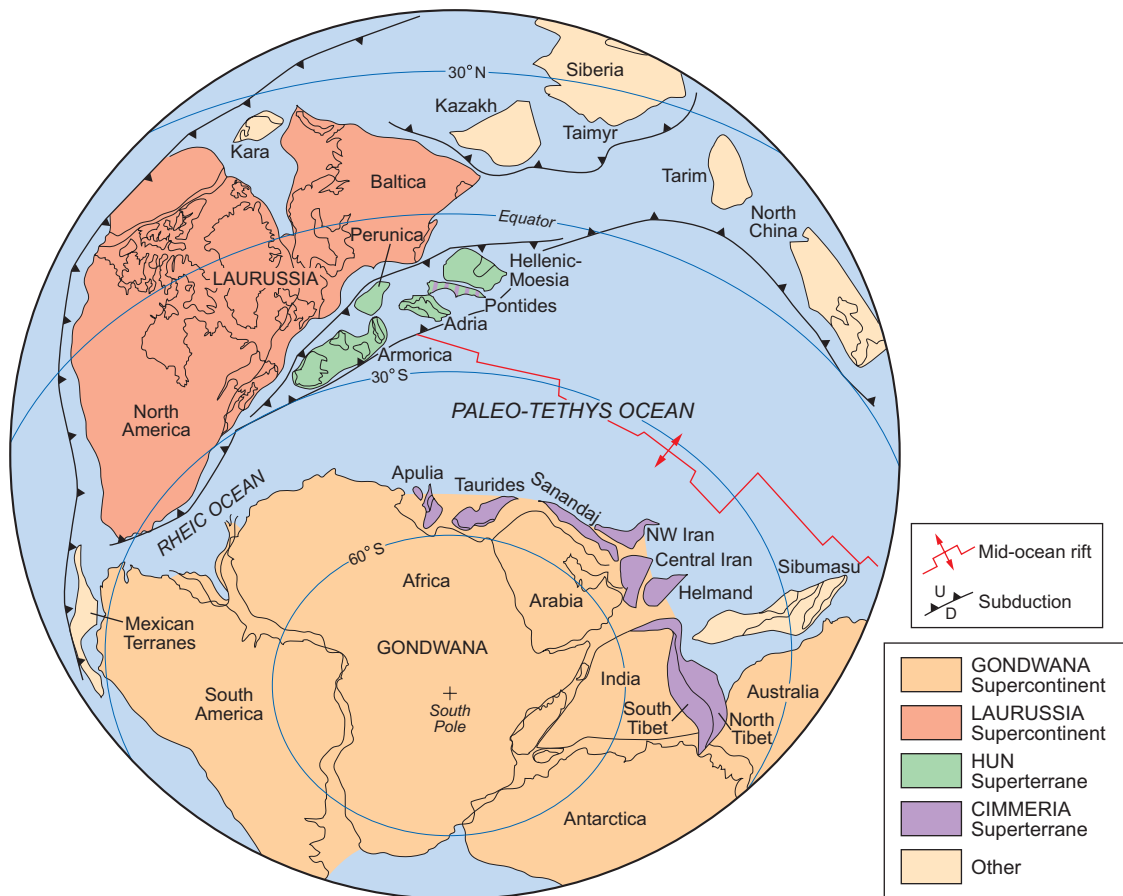 Siberia
30° N
Kazakh
Taimyr
Kara
Tarim
Baltica
North
China
Equator
Perunica
Hellenic-
Moesia
LAURUSSIA
Pontides
Adria
Armorica
30° S
PALEO-TETHYS OCEAN
North
America
RHEIC OCEAN
Apulia
Taurides
Sanandaj
NW Iran
60° S
Central Iran
Sibumasu
Africa
Helmand
Arabia
Mexican
Terranes
GONDWANA
India
South
America
South
Pole
South
Tibet
North
Tibet
Australia
Antarctica
Mid-ocean rift
U
D
Subduction
GONDWANA
Supercontinent
LAURUSSIA
Supercontinent
HUN
Superterrane
CIMMERIA
Superterrane
Other